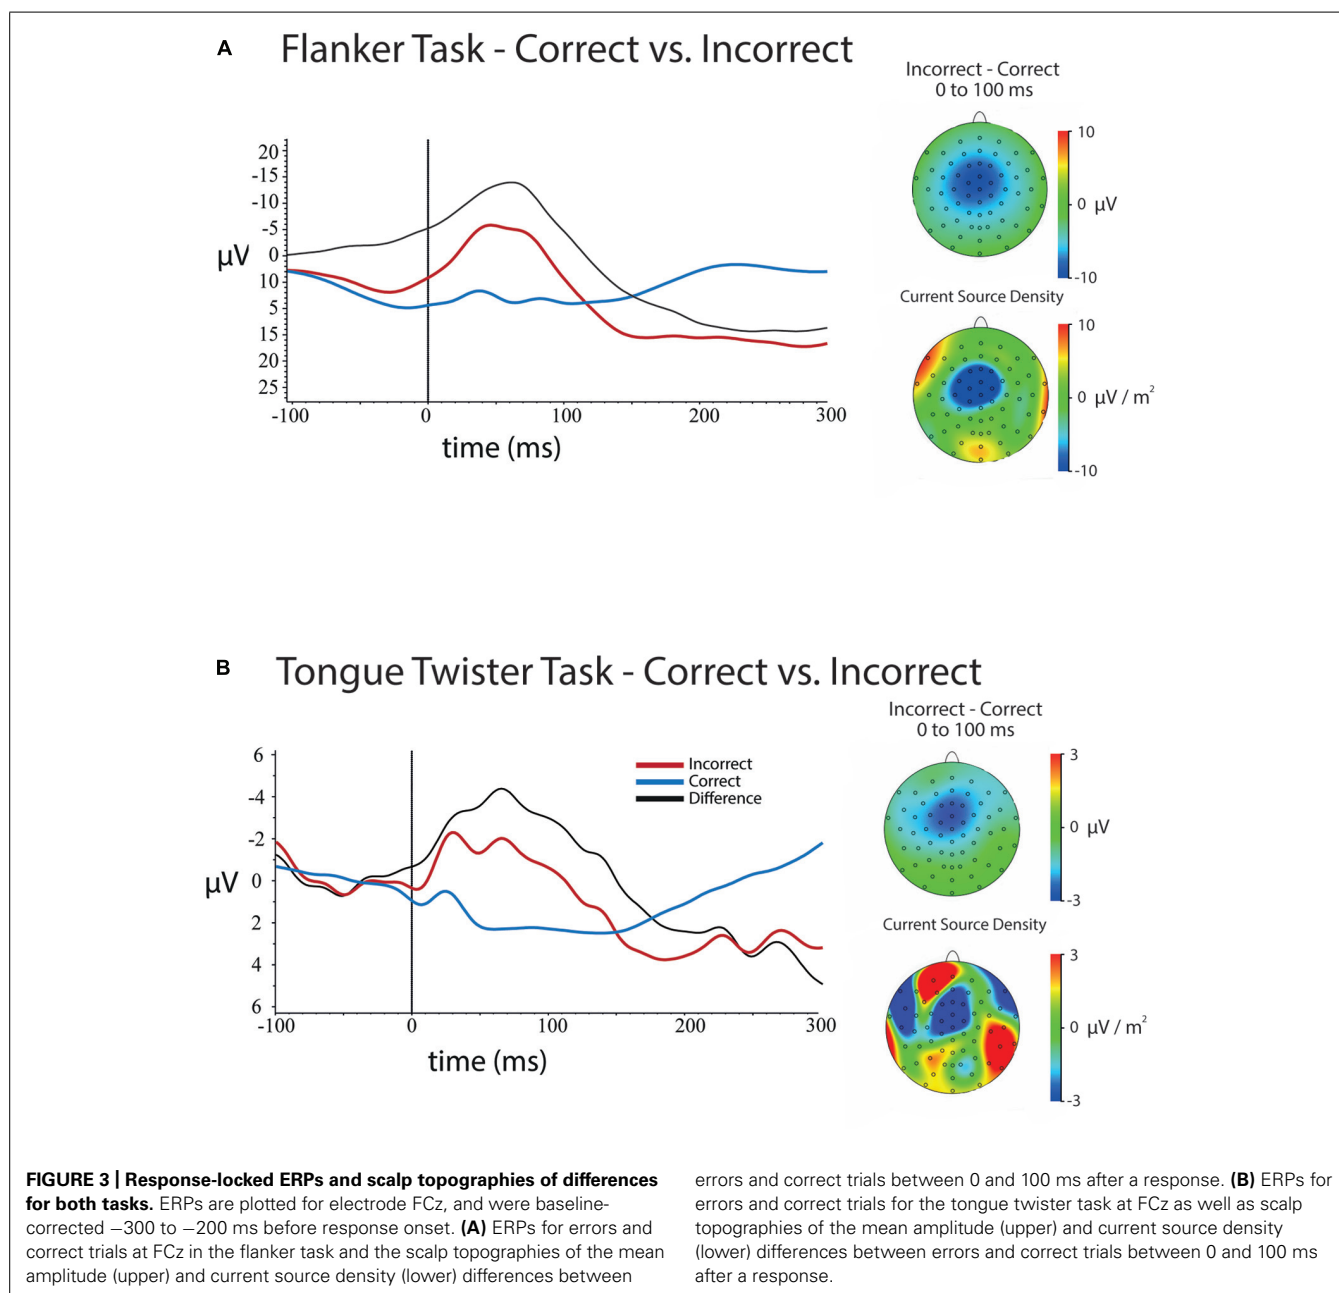 A Flanker Task - Correct vs. Incorrect
Incorrect - Correct
0 to 100 ms
20
-15
-10
-5
0
10
5
15
20
25
μV
-100 0 100 200 300
time (ms)
10
0 μV
-10
Current Source Density
10
0 μV / m²
-10
B Tongue Twister Task - Correct vs. Incorrect
Incorrect - Correct
0 to 100 ms
6
-4
-2
0
2
4
6
μV
-100 0 100 200 300
time (ms)
Incorrect
Correct
Difference
3
0 μV
-3
Current Source Density
3
0 μV / m²
-3
FIGURE 3 | Response-locked ERPs and scalp topographies of differences
for both tasks. ERPs are plotted for electrode FCz, and were baseline-
corrected −300 to −200 ms before response onset. (A) ERPs for errors and
correct trials at FCz in the flanker task and the scalp topographies of the mean
amplitude (upper) and current source density (lower) differences between
errors and correct trials between 0 and 100 ms after a response. (B) ERPs for
errors and correct trials for the tongue twister task at FCz as well as scalp
topographies of the mean amplitude (upper) and current source density
(lower) differences between errors and correct trials between 0 and 100 ms
after a response.